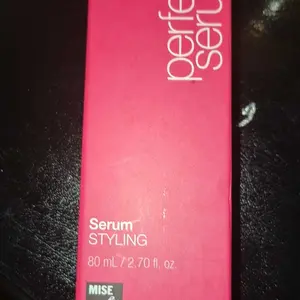 perfe
seru
Serum
STYLING
80 mL / 2.70 fl. oz.
MISE